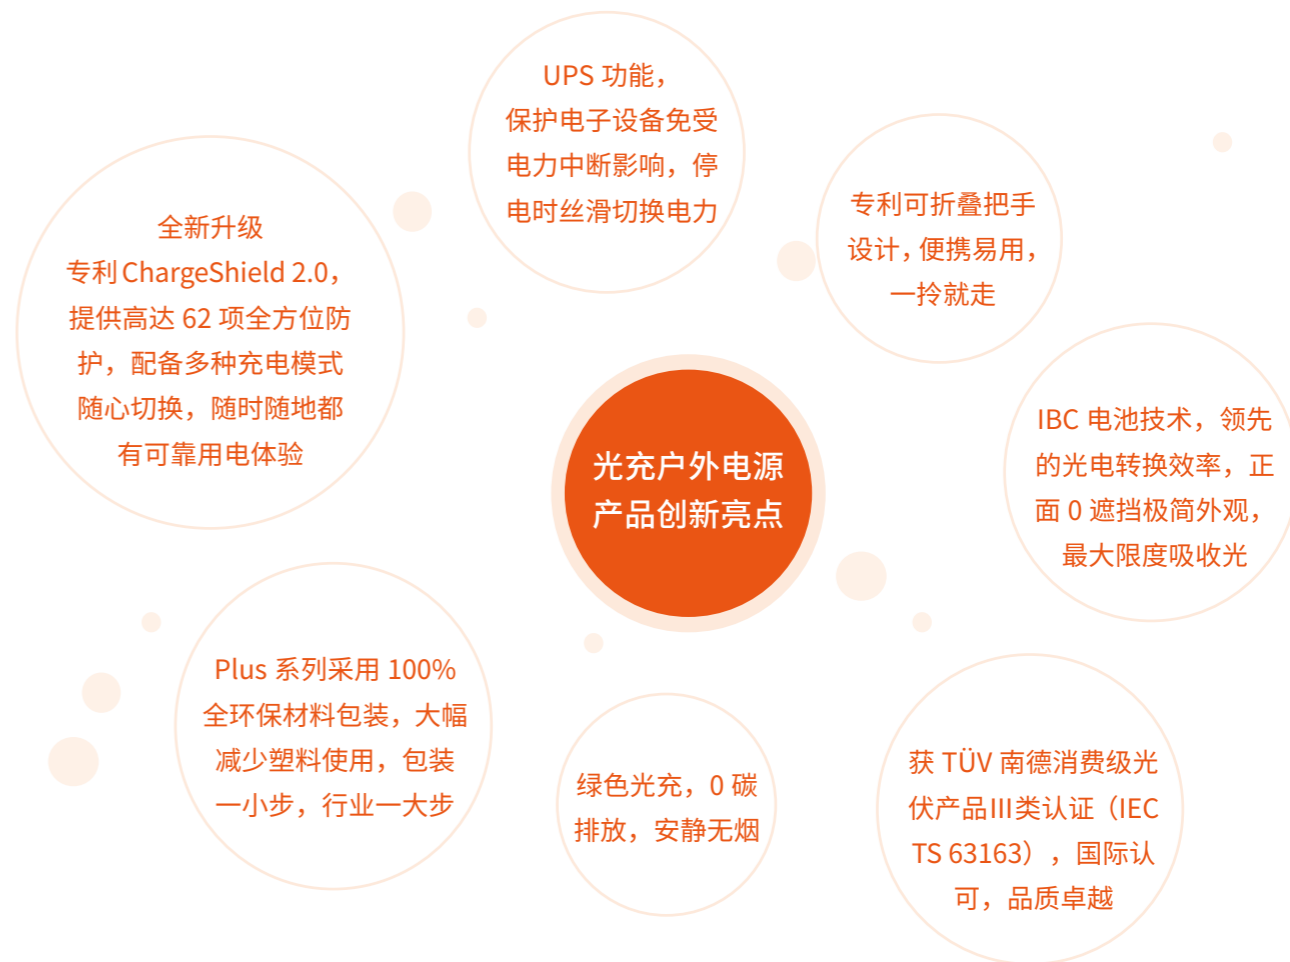 UPS 功能，
保护电子设备免受
电力中断影响，停
电时丝滑切换电力
专利可折叠把手
设计，便携易用，
一拎就走
全新升级
专利 ChargeShield 2.0，
提供高达 62 项全方位防
护，配备多种充电模式
随心切换，随时随地都
有可靠用电体验
IBC 电池技术，领先
的光电转换效率，正
面 0 遮挡极简外观，
最大限度吸收光
光充户外电源
产品创新亮点
Plus 系列采用 100%
全环保材料包装，大幅
减少塑料使用，包装
一小步，行业一大步
绿色光充，0 碳
排放，安静无烟
获 TÜV 南德消费级光
伏产品III类认证（IEC
TS 63163），国际认
可，品质卓越